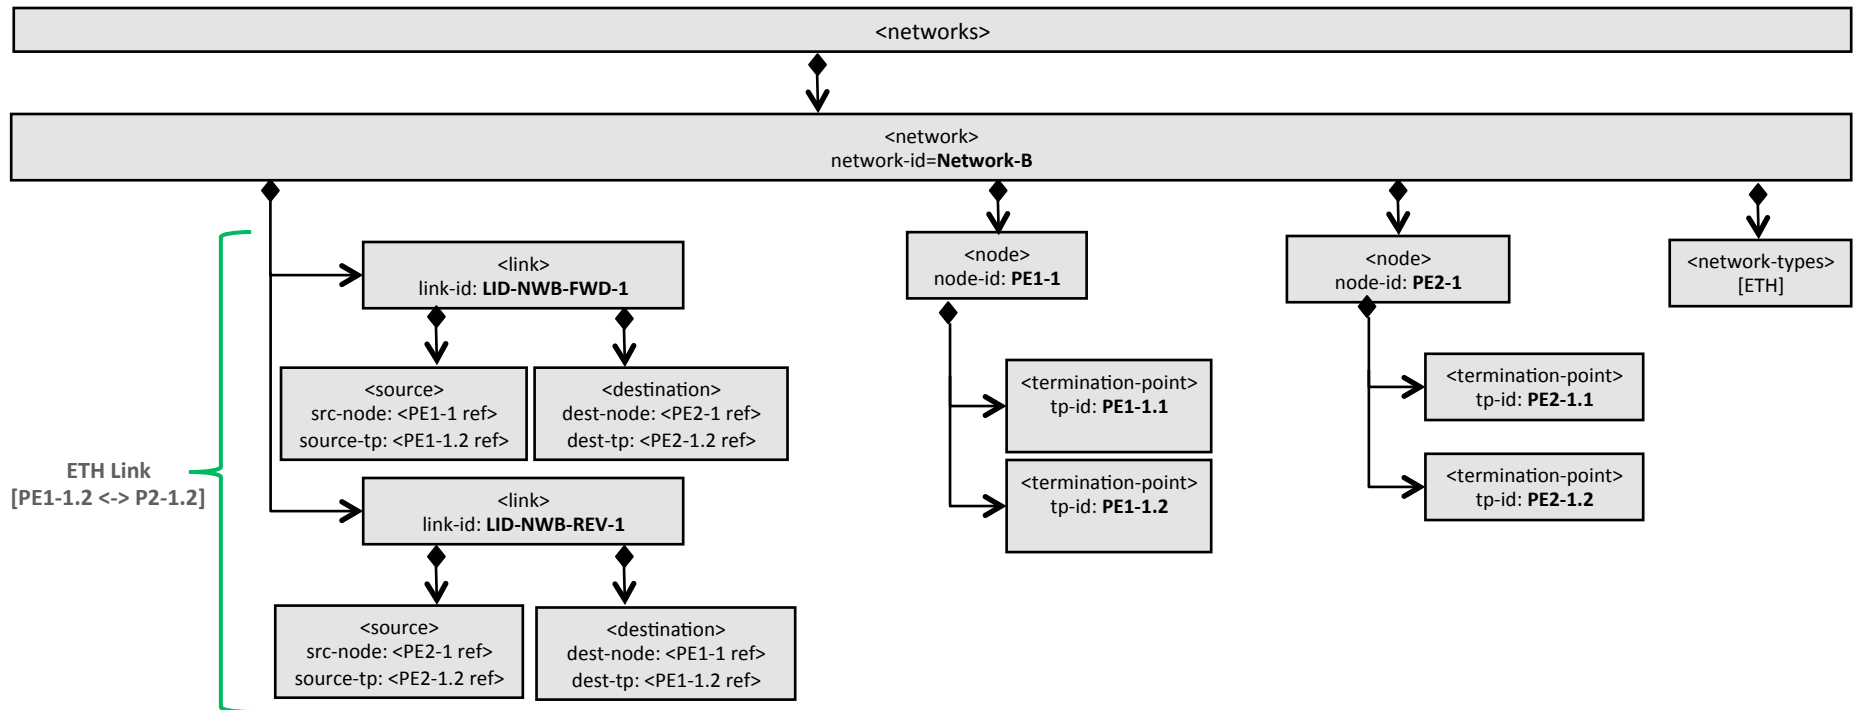 <networks>
<network>
network-id=Network-B
<link>
link-id: LID-NWB-FWD-1
<source>
src-node: <PE1-1 ref>
source-tp: <PE1-1.2 ref>
<destination>
dest-node: <PE2-1 ref>
dest-tp: <PE2-1.2 ref>
ETH Link
[PE1-1.2 <-> P2-1.2]
<link>
link-id: LID-NWB-REV-1
<source>
src-node: <PE2-1 ref>
source-tp: <PE2-1.2 ref>
<destination>
dest-node: <PE1-1 ref>
dest-tp: <PE1-1.2 ref>
<node>
node-id: PE1-1
<termination-point>
tp-id: PE1-1.1
<termination-point>
tp-id: PE1-1.2
<node>
node-id: PE2-1
<termination-point>
tp-id: PE2-1.1
<termination-point>
tp-id: PE2-1.2
<network-types>
[ETH]